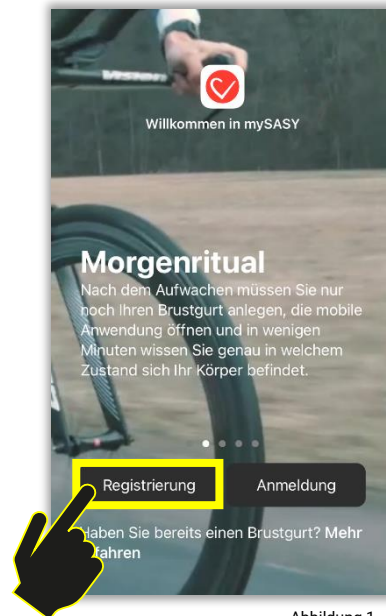 VISION
Willkommen in mySASY
Morgenritual
Nach dem Aufwachen müssen Sie nur
noch Ihren Brustgurt anlegen, die mobile
Anwendung öffnen und in wenigen
Minuten wissen Sie genau in welchem
Zustand sich Ihr Körper befindet.
Registrierung Anmeldung
Haben Sie bereits einen Brustgurt? Mehr
fahren
Abbildung 1